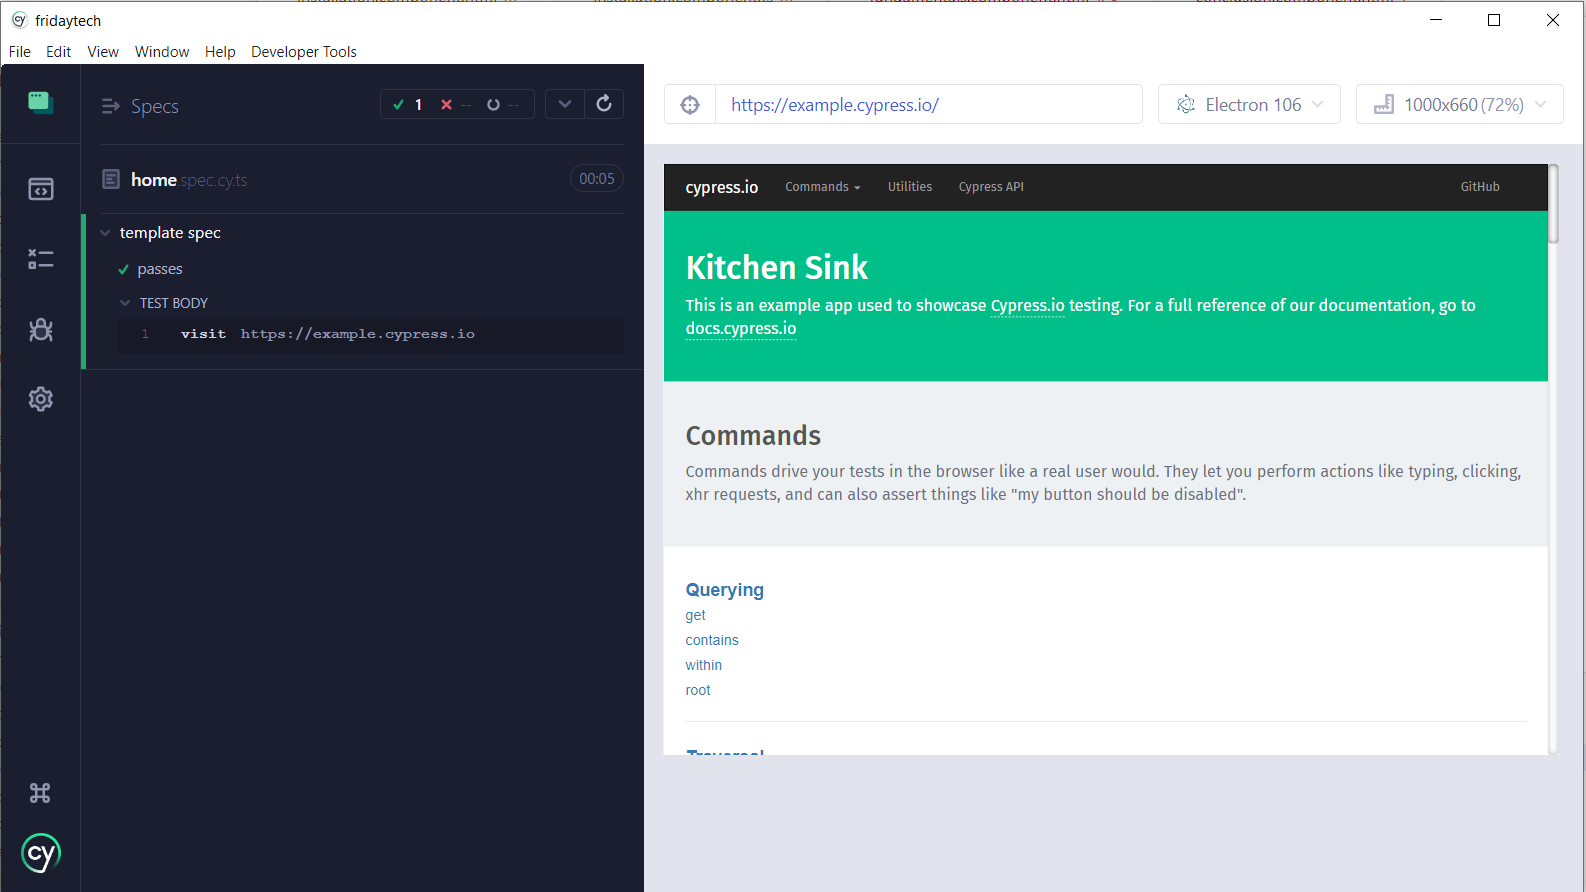 fridaytech
File Edit View Window Help Developer Tools
Specs
1 -- --
home.spec.cy.ts
00:05
template spec
passes
TEST BODY
1 visit https://example.cypress.io
cy
https://example.cypress.io/
Electron 106
1000x660 (72%)
cypress.io Commands Utilities Cypress API GitHub
Kitchen Sink
This is an example app used to showcase Cypress.io testing. For a full reference of our documentation, go to
docs.cypress.io
Commands
Commands drive your tests in the browser like a real user would. They let you perform actions like typing, clicking,
xhr requests, and can also assert things like "my button should be disabled".
Querying
get
contains
within
root
Traversal